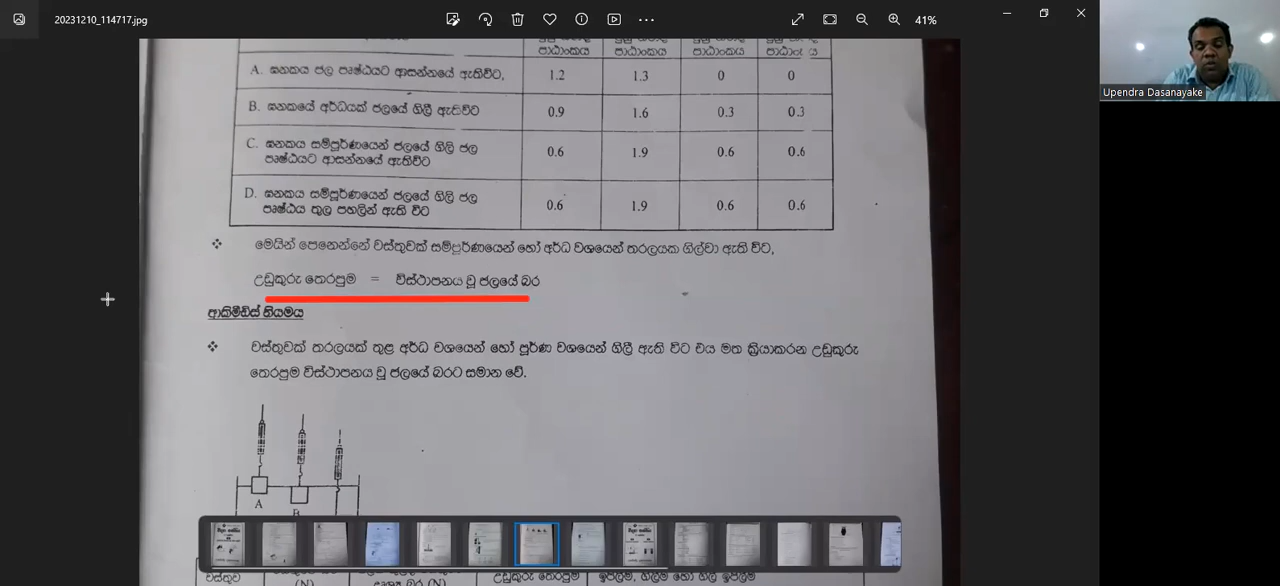 20231210_114717.jpg
41%
Upendra Dasanayake
පාඨාංකය පාඨාංකය පාඨාංකය පාඨාංකය
A. ඝනකය ජල පෘෂ්ඨයට ආසන්නයේ ඇතිවිට, 1.2 1.3 0 0
B. ඝනකයේ අර්ධයක් ජලයේ ගිලී ඇතිවිට 0.9 1.6 0.3 0.3
C. ඝනකය සම්පූර්ණයෙන් ජලයේ ගිලි ජල
පෘෂ්ඨයට ආසන්නයේ ඇතිවිට 0.6 1.9 0.6 0.6
D. ඝනකය සම්පූර්ණයෙන් ජලයේ ගිලි ජල
පෘෂ්ඨය තුල පහලින් ඇති විට 0.6 1.9 0.6 0.6
❖ මෙයින් පෙනෙන්නේ වස්තුවක් සම්පූර්ණයෙන් හෝ අර්ධ වශයෙන් තරලයක ගිල්වා ඇති විට,
උඩුකුරු තෙරපුම = විස්ථාපනය වූ ජලයේ බර
ආකිමිඩිස් නියමය
❖ වස්තුවක් තරලයක් තුළ අර්ධ වශයෙන් හෝ පූර්ණ වශයෙන් ගිලී ඇති විට එය මත ක්‍රියාකරන උඩුකුරු
තෙරපුම විස්ථාපනය වූ ජලයේ බරට සමාන වේ.
A
B
වස්තුව (N) දෘශ්‍ය බර (N) උඩුකුරු තෙරපුම ඉපිලීම, ගිලීම හෝ ගිලී ඉපිලීම